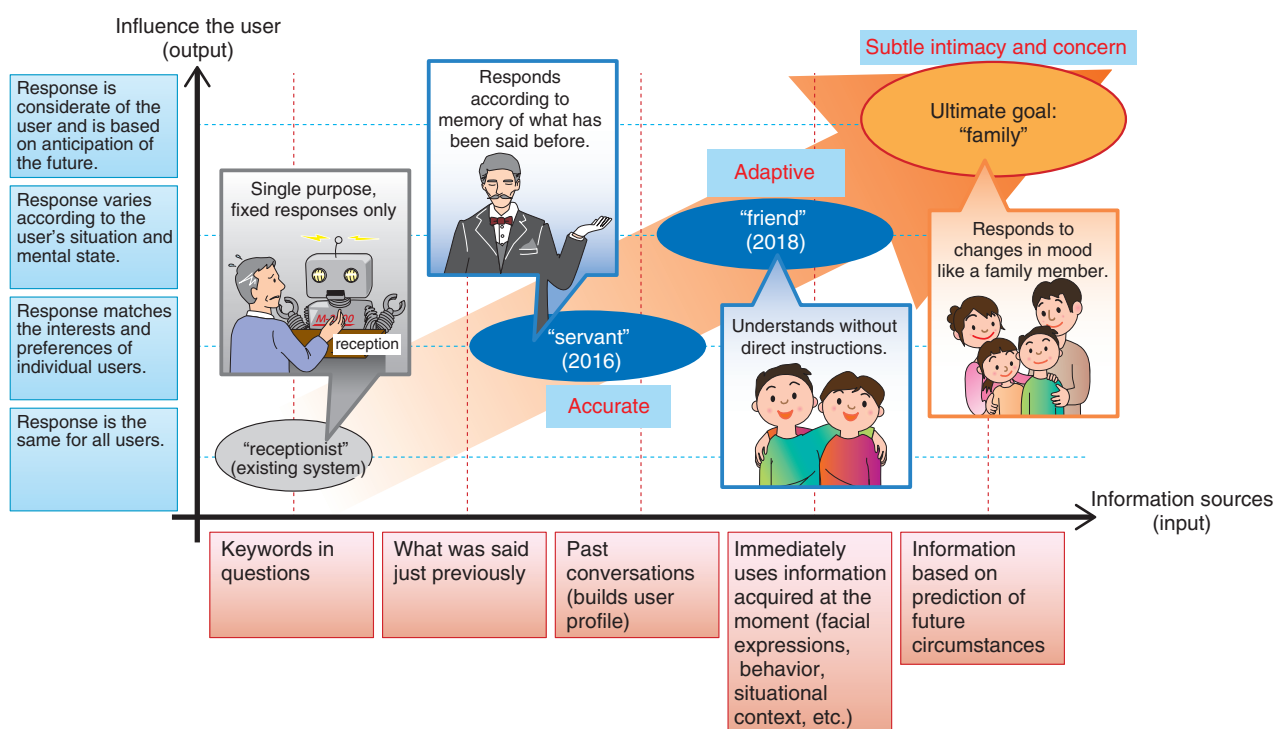 Influence the user
(output)
Subtle intimacy and concern
Response is
considerate of the
user and is based
on anticipation of
the future.
Responds
according to
memory of what has
been said before.
Ultimate goal:
"family"
Adaptive
Single purpose,
fixed responses only
Response varies
according to the
user's situation and
mental state.
"friend"
(2018)
Responds to
changes in mood
like a family member.
Response matches
the interests and
preferences of
individual users.
reception
"servant"
(2016)
Understands without
direct instructions.
Accurate
Response is the
same for all users.
"receptionist"
(existing system)
Information sources
(input)
Keywords in
questions
What was said
just previously
Past
conversations
(builds user
profile)
Immediately
uses information
acquired at the
moment (facial
expressions,
behavior,
situational
context, etc.)
Information
based on
prediction of
future
circumstances